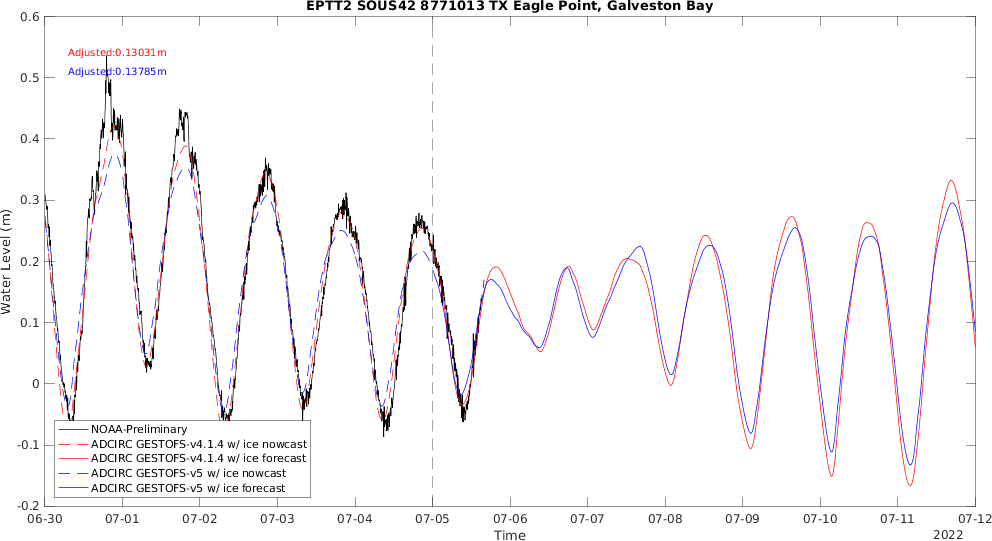 EPTT2 SOUS42 8771013 TX Eagle Point, Galveston Bay
0.6
Adjusted:0.13031m
Adjusted:0.13785m
0.5
0.4
0.3
0.2
0.1
0
-0.1
-0.2
Water Level (m)
NOAA-Preliminary
ADCIRC GESTOFS-v4.1.4 w/ ice nowcast
ADCIRC GESTOFS-v4.1.4 w/ ice forecast
ADCIRC GESTOFS-v5 w/ ice nowcast
ADCIRC GESTOFS-v5 w/ ice forecast
06-30 07-01 07-02 07-03 07-04 07-05 07-06 07-07 07-08 07-09 07-10 07-11 07-12
Time
2022